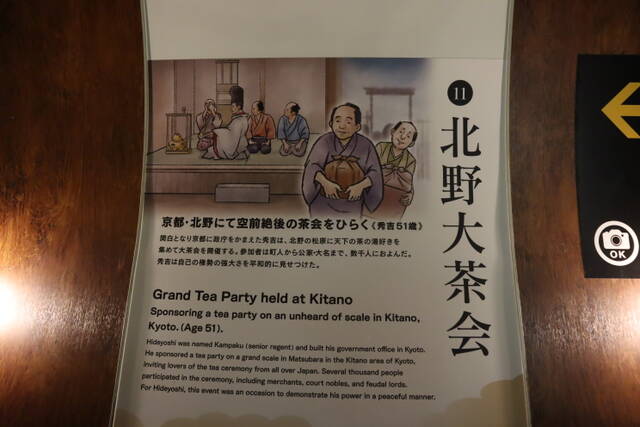 11
北野大茶会
京都・北野にて空前絶後の茶会をひらく《秀吉51歳》
関白となり京都に政庁をかまえた秀吉は、北野の松原に天下の茶の湯好きを
集めて大茶会を開催する。参加者は町人から公家・大名まで、数千人におよんだ。
秀吉は自己の権勢の強大さを平和的に見せつけた。
Grand Tea Party held at Kitano
Sponsoring a tea party on an unheard of scale in Kitano,
Kyoto. (Age 51).
Hideyoshi was named Kampaku (senior regent) and built his government office in Kyoto.
He sponsored a tea party on a grand scale in Matsubara in the Kitano area of Kyoto,
inviting lovers of the tea ceremony from all over Japan. Several thousand people
participated in the ceremony, including merchants, court nobles, and feudal lords.
For Hideyoshi, this event was an occasion to demonstrate his power in a peaceful manner.
OK